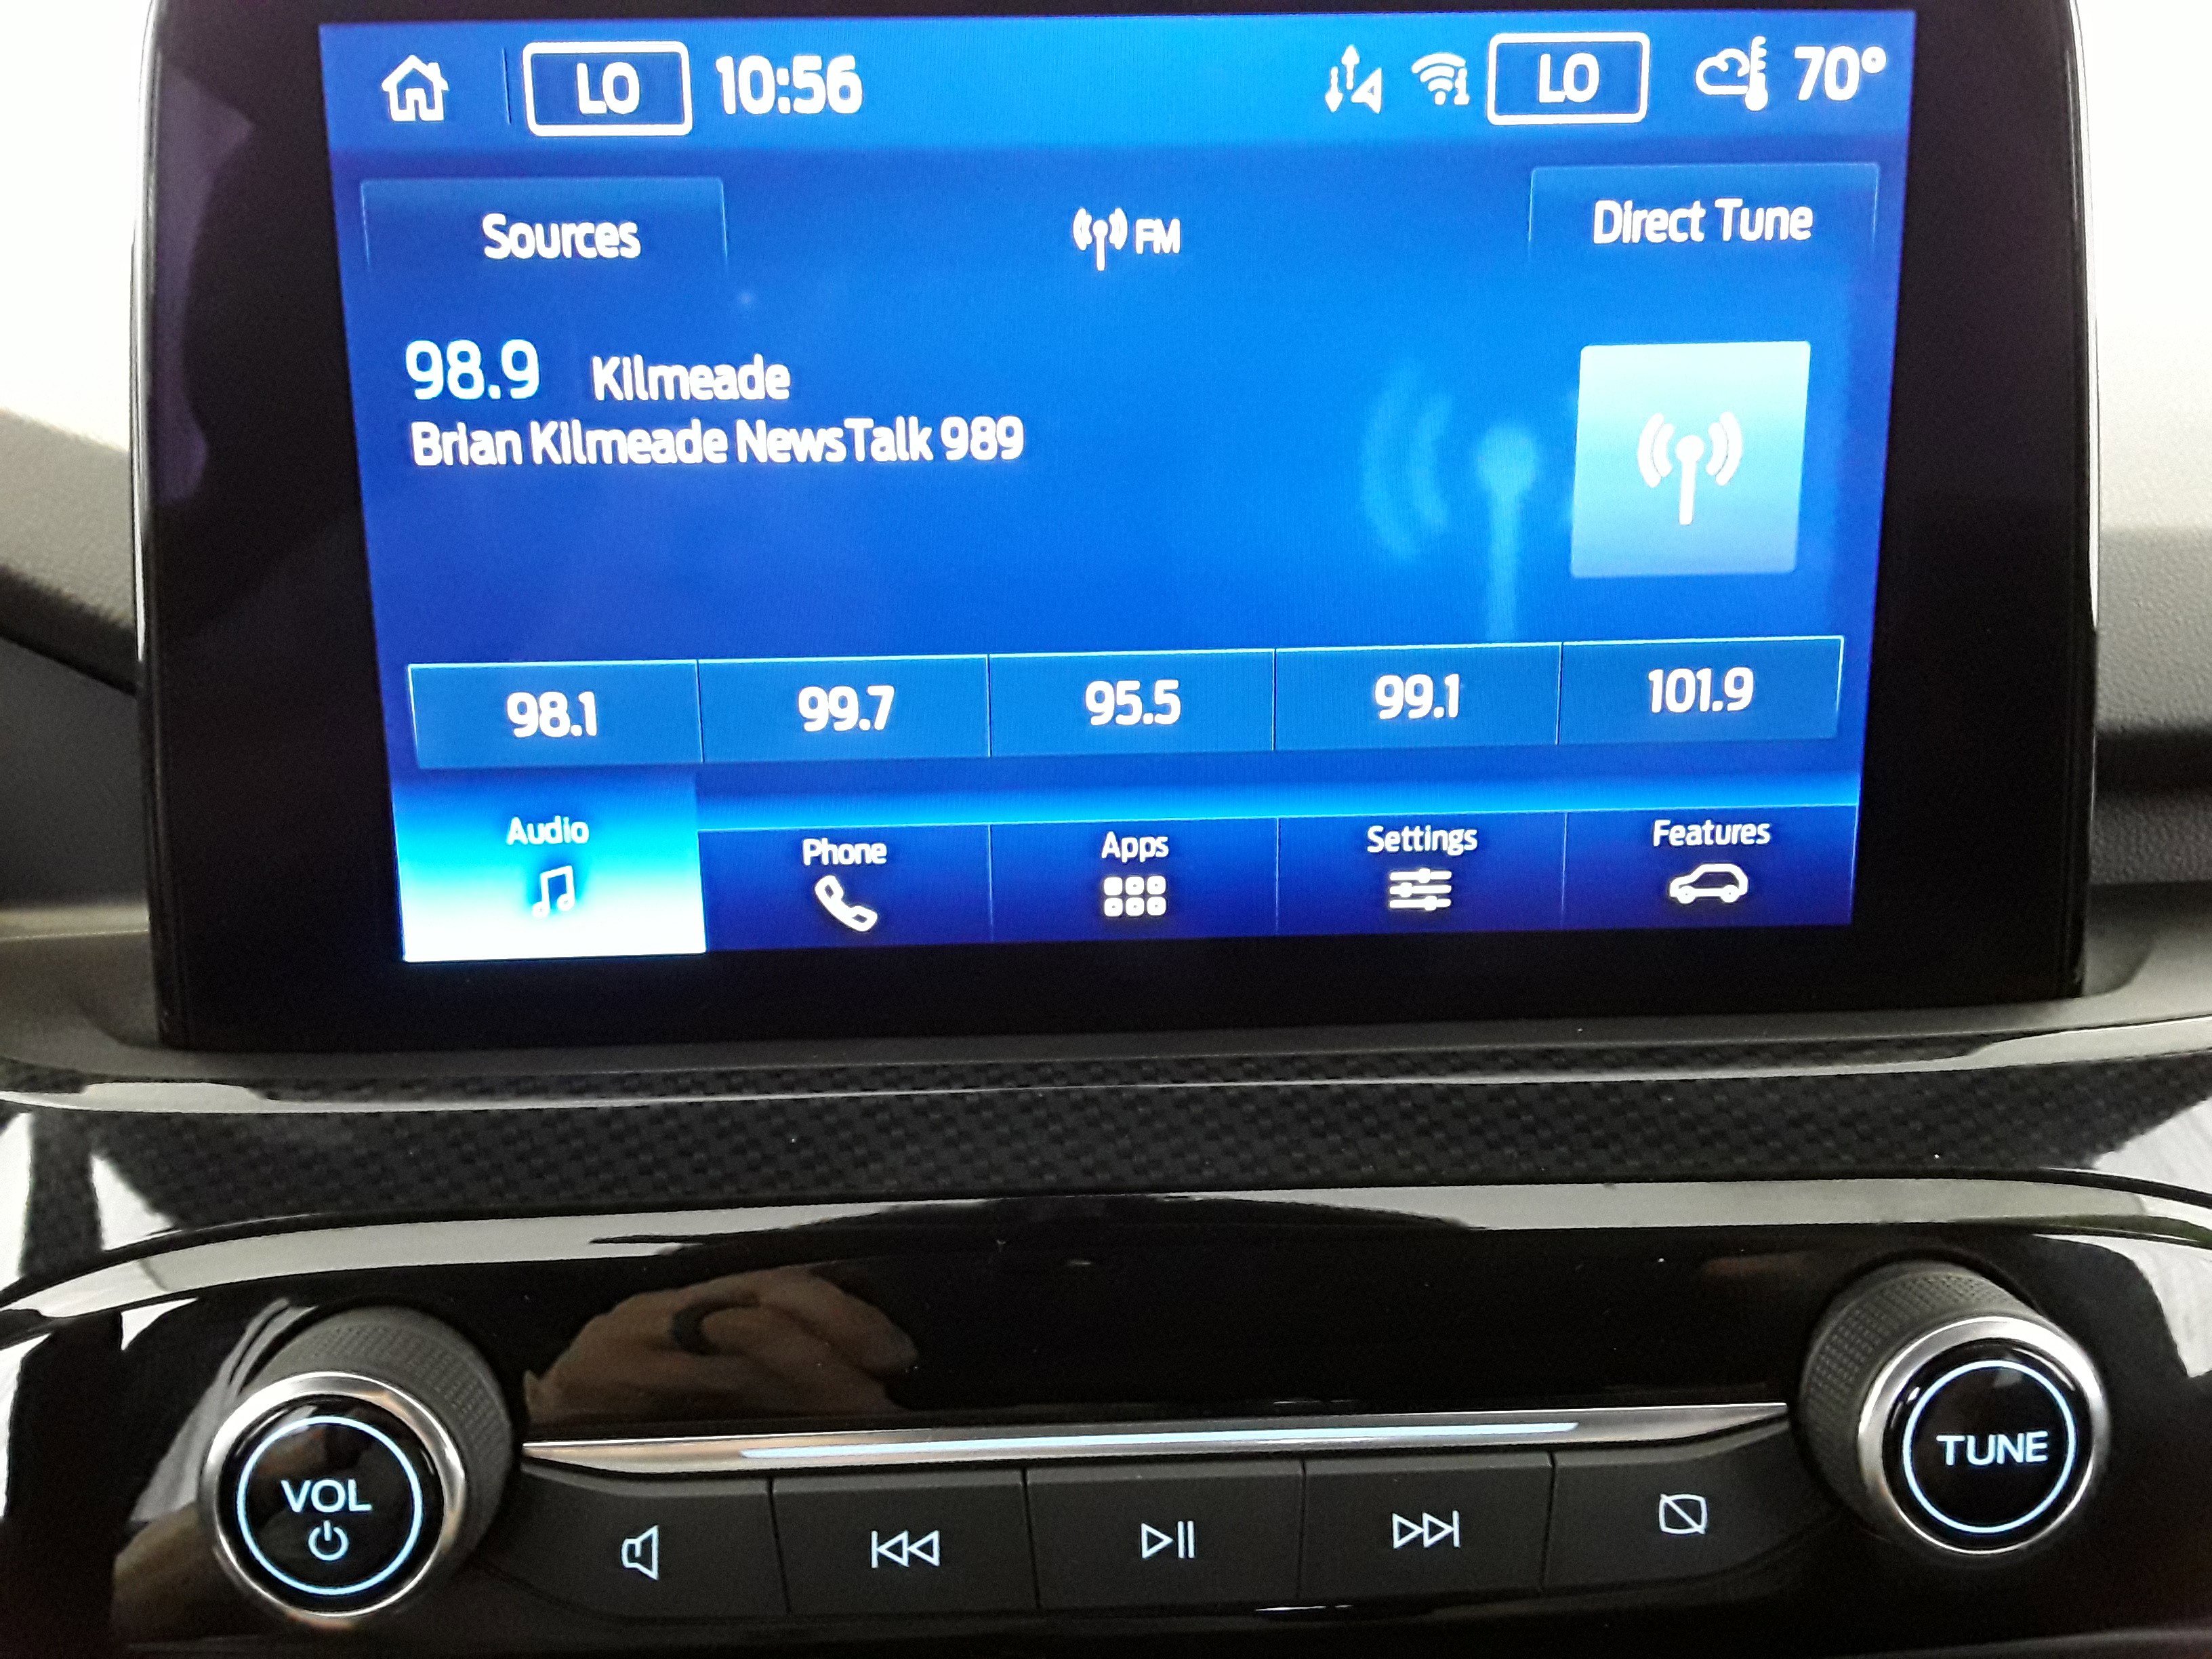 LO 10:56 LO 70°
Sources FM Direct Tune
98.9 Kilmeade
Brian Kilmeade NewsTalk 989
98.1 99.7 95.5 99.1 101.9
Audio Phone Apps Settings Features
VOL TUNE